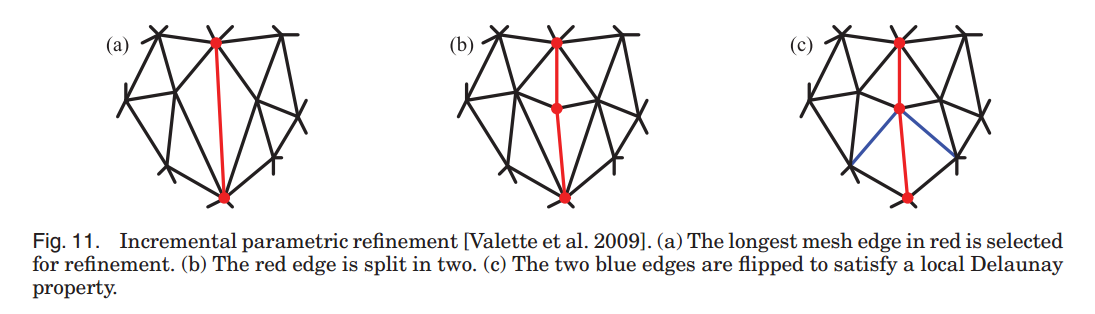 (a) (b) (c)
Fig. 11. Incremental parametric refinement [Valette et al. 2009]. (a) The longest mesh edge in red is selected
for refinement. (b) The red edge is split in two. (c) The two blue edges are flipped to satisfy a local Delaunay
property.